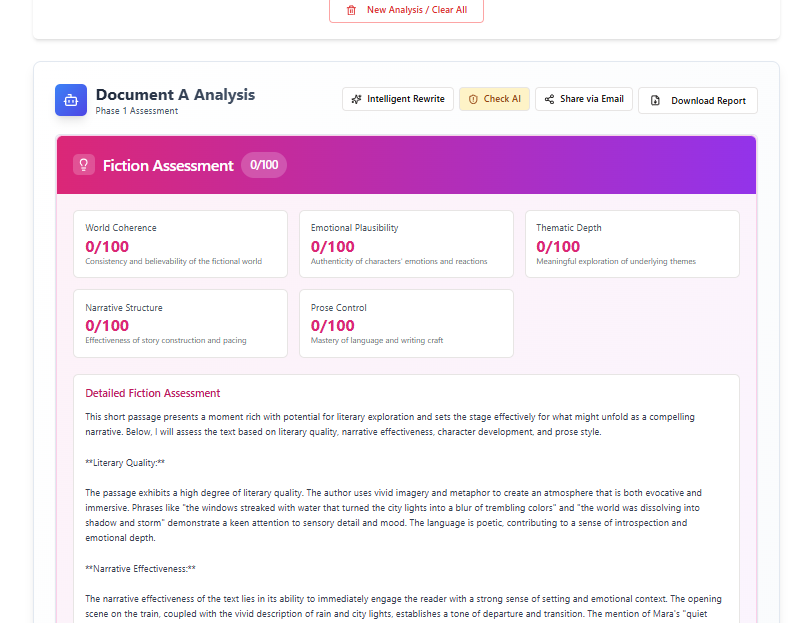 New Analysis / Clear All
Document A Analysis
Phase 1 Assessment
Intelligent Rewrite
Check AI
Share via Email
Download Report
Fiction Assessment
0/100
World Coherence
0/100
Consistency and believability of the fictional world
Emotional Plausibility
0/100
Authenticity of characters' emotions and reactions
Thematic Depth
0/100
Meaningful exploration of underlying themes
Narrative Structure
0/100
Effectiveness of story construction and pacing
Prose Control
0/100
Mastery of language and writing craft
Detailed Fiction Assessment
This short passage presents a moment rich with potential for literary exploration and sets the stage effectively for what might unfold as a compelling
narrative. Below, I will assess the text based on literary quality, narrative effectiveness, character development, and prose style.
**Literary Quality:**
The passage exhibits a high degree of literary quality. The author uses vivid imagery and metaphor to create an atmosphere that is both evocative and
immersive. Phrases like "the windows streaked with water that turned the city lights into a blur of trembling colors" and "the world was dissolving into
shadow and storm" demonstrate a keen attention to sensory detail and mood. The language is poetic, contributing to a sense of introspection and
emotional depth.
**Narrative Effectiveness:**
The narrative effectiveness of the text lies in its ability to immediately engage the reader with a strong sense of setting and emotional context. The opening
scene on the train, coupled with the vivid description of rain and city lights, establishes a tone of departure and transition. The mention of Mara's "quiet